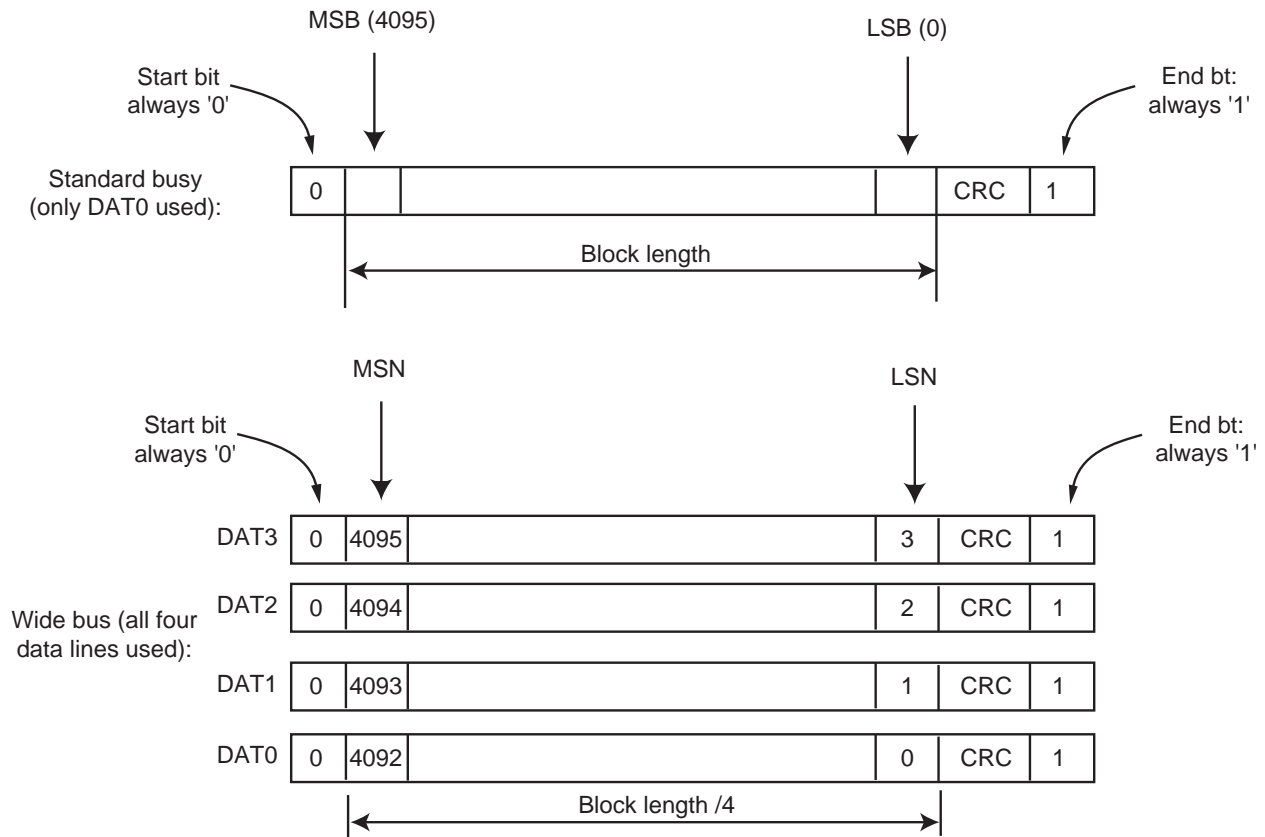 MSB (4095)
LSB (0)
Start bit
always '0'
End bt:
always '1'
Standard busy
(only DAT0 used):
0
CRC
1
Block length
MSN
LSN
Start bit
always '0'
End bt:
always '1'
DAT3 0 4095 3 CRC 1
DAT2 0 4094 2 CRC 1
Wide bus (all four
data lines used):
DAT1 0 4093 1 CRC 1
DAT0 0 4092 0 CRC 1
Block length /4